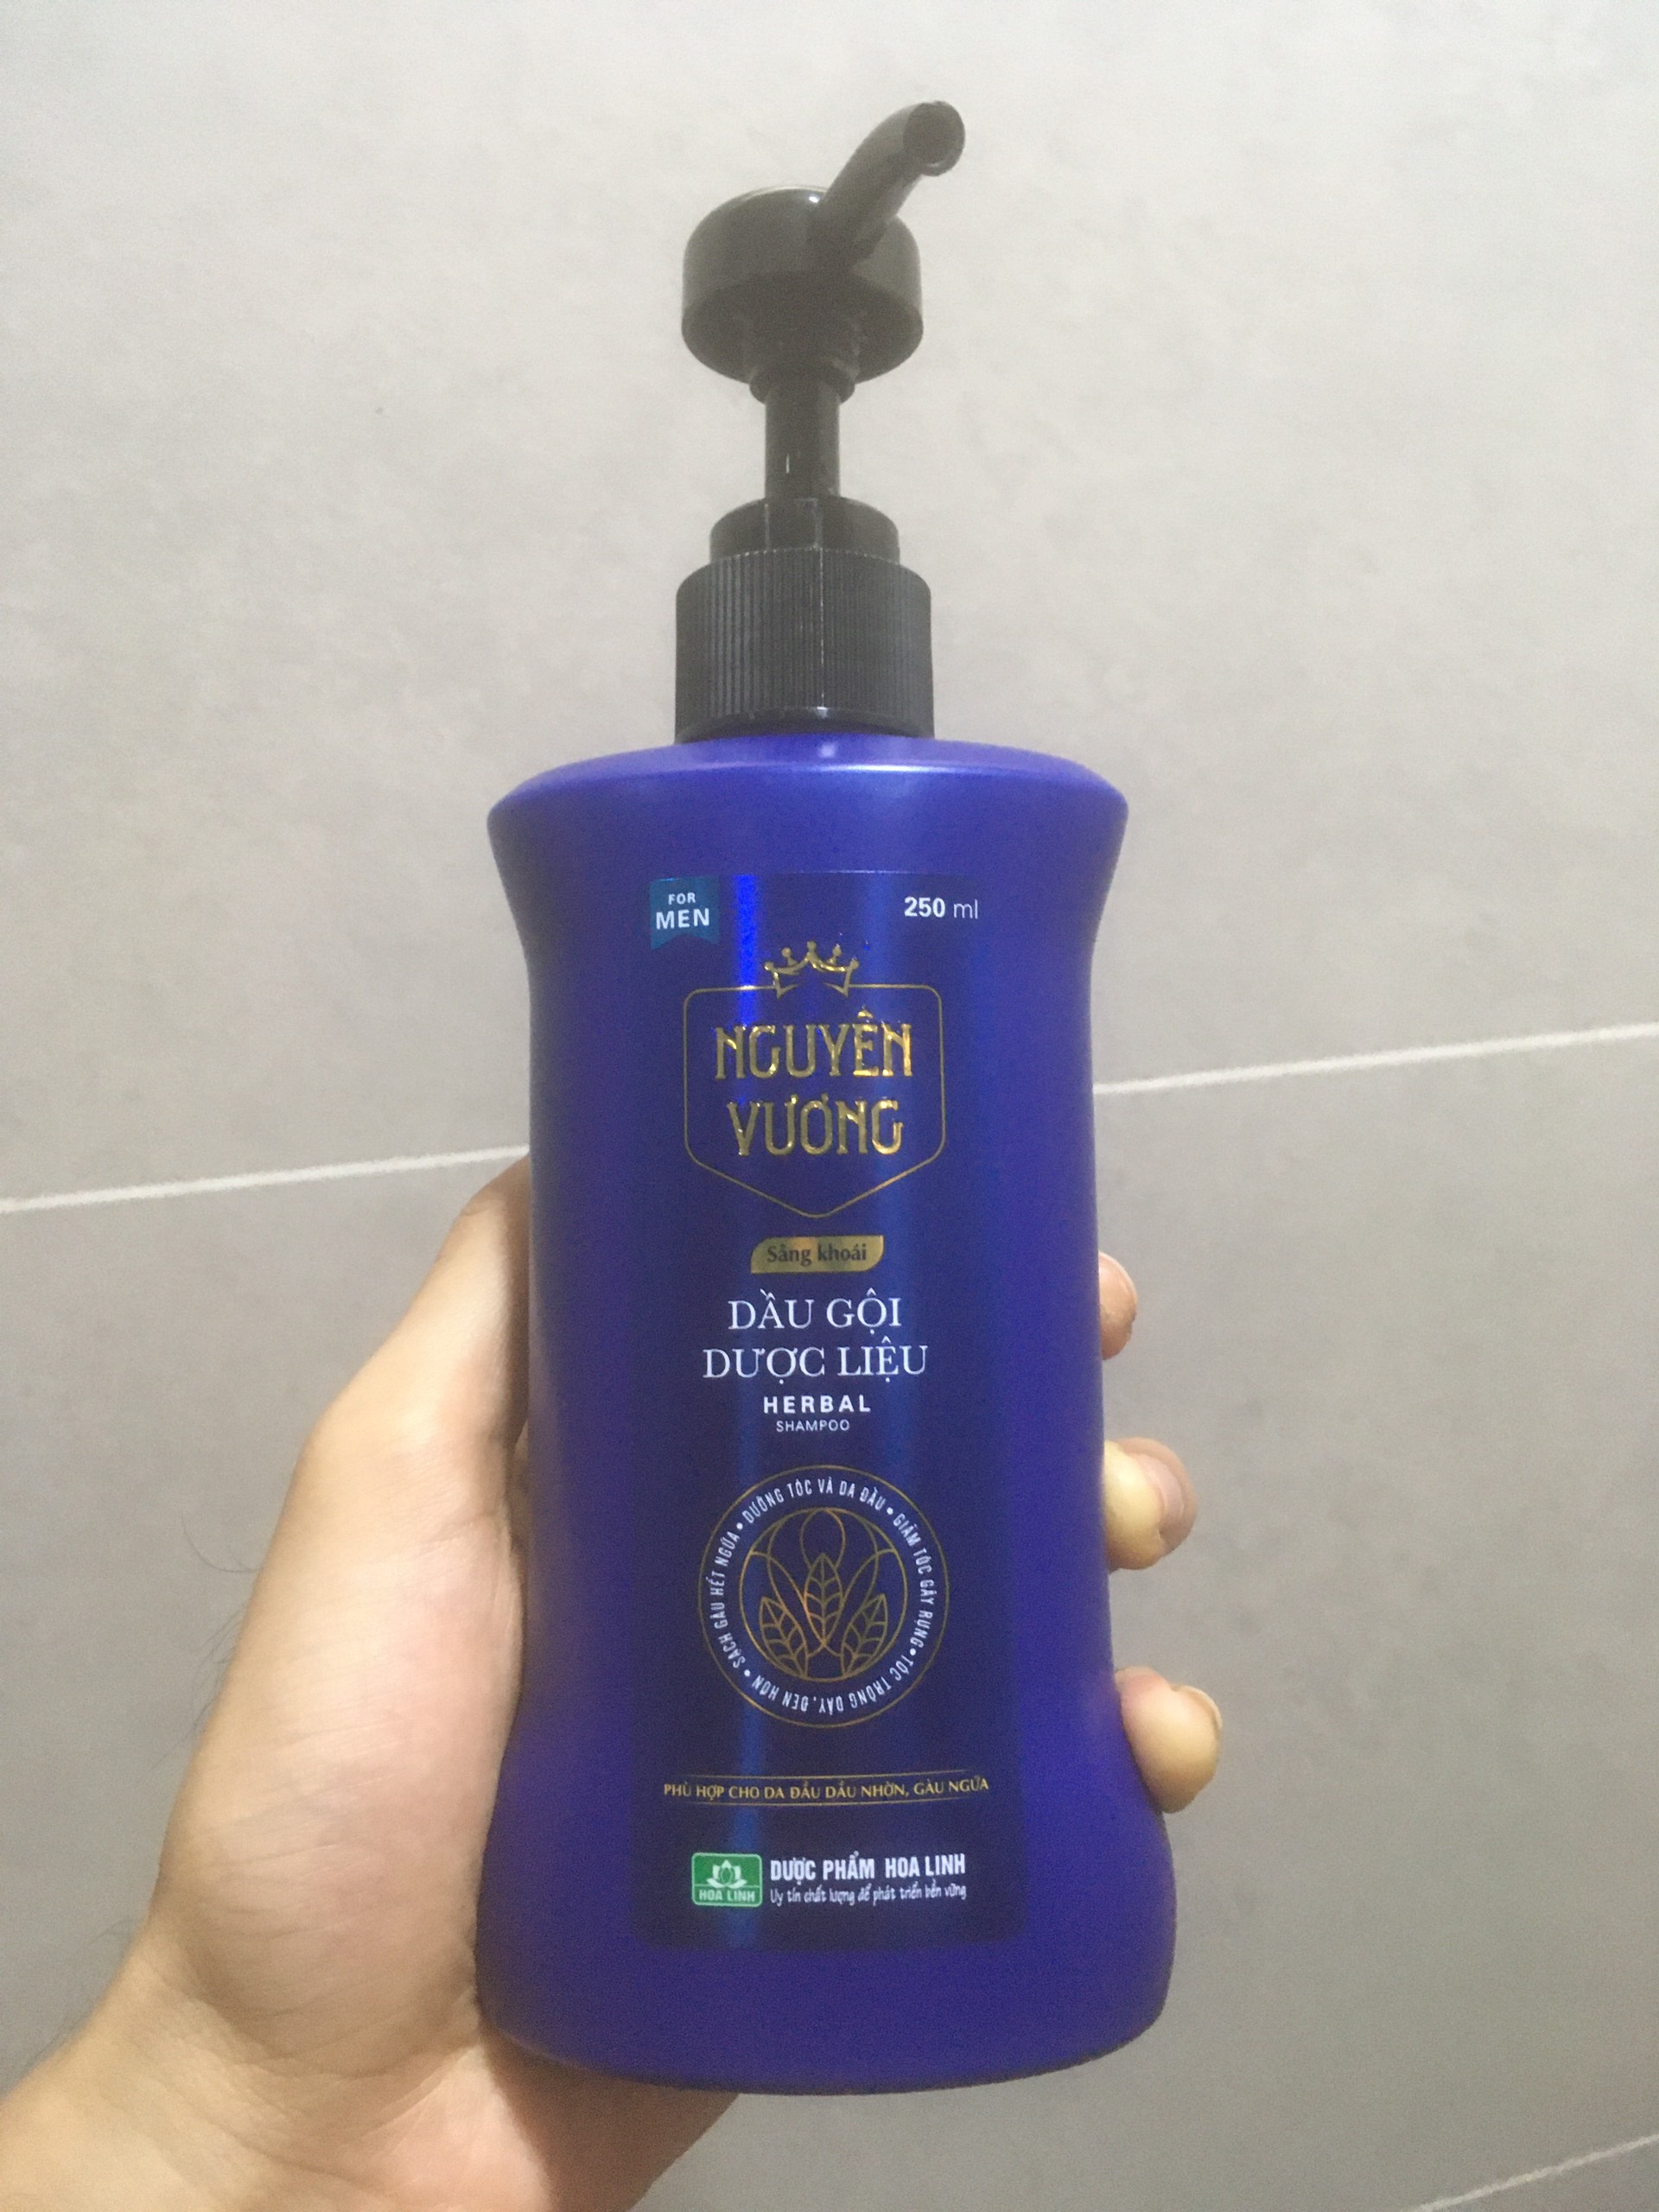 FOR
MEN
250 ml
NGUYÊN
VƯƠNG
Sảng khoái
DẦU GỘI
DƯỢC LIỆU
HERBAL
SHAMPOO
SẠCH GÀU HẾT NGỨA • DƯỠNG TÓC VÀ DA ĐẦU • GIẢM TÓC GÃY RỤNG • TÓC TRÔNG DÀY, ĐEN HƠN •
PHÙ HỢP CHO DA ĐẦU DẦU NHỜN, GÀU NGỨA
HOA LINH
DƯỢC PHẨM HOA LINH
Uy tín chất lượng để phát triển bền vững